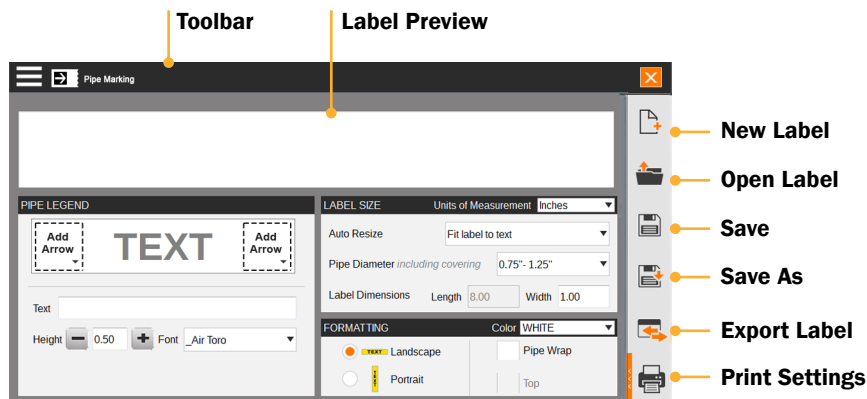 Toolbar
Label Preview
Pipe Marking
New Label
Open Label
Save
Save As
Export Label
Print Settings
PIPE LEGEND
Add
Arrow
TEXT
Add
Arrow
Text
Height 0.50 Font _Air Toro
LABEL SIZE Units of Measurement Inches
Auto Resize Fit label to text
Pipe Diameter including covering 0.75"- 1.25"
Label Dimensions Length 8.00 Width 1.00
FORMATTING Color WHITE
TEXT Landscape Pipe Wrap
TEXT Portrait Top